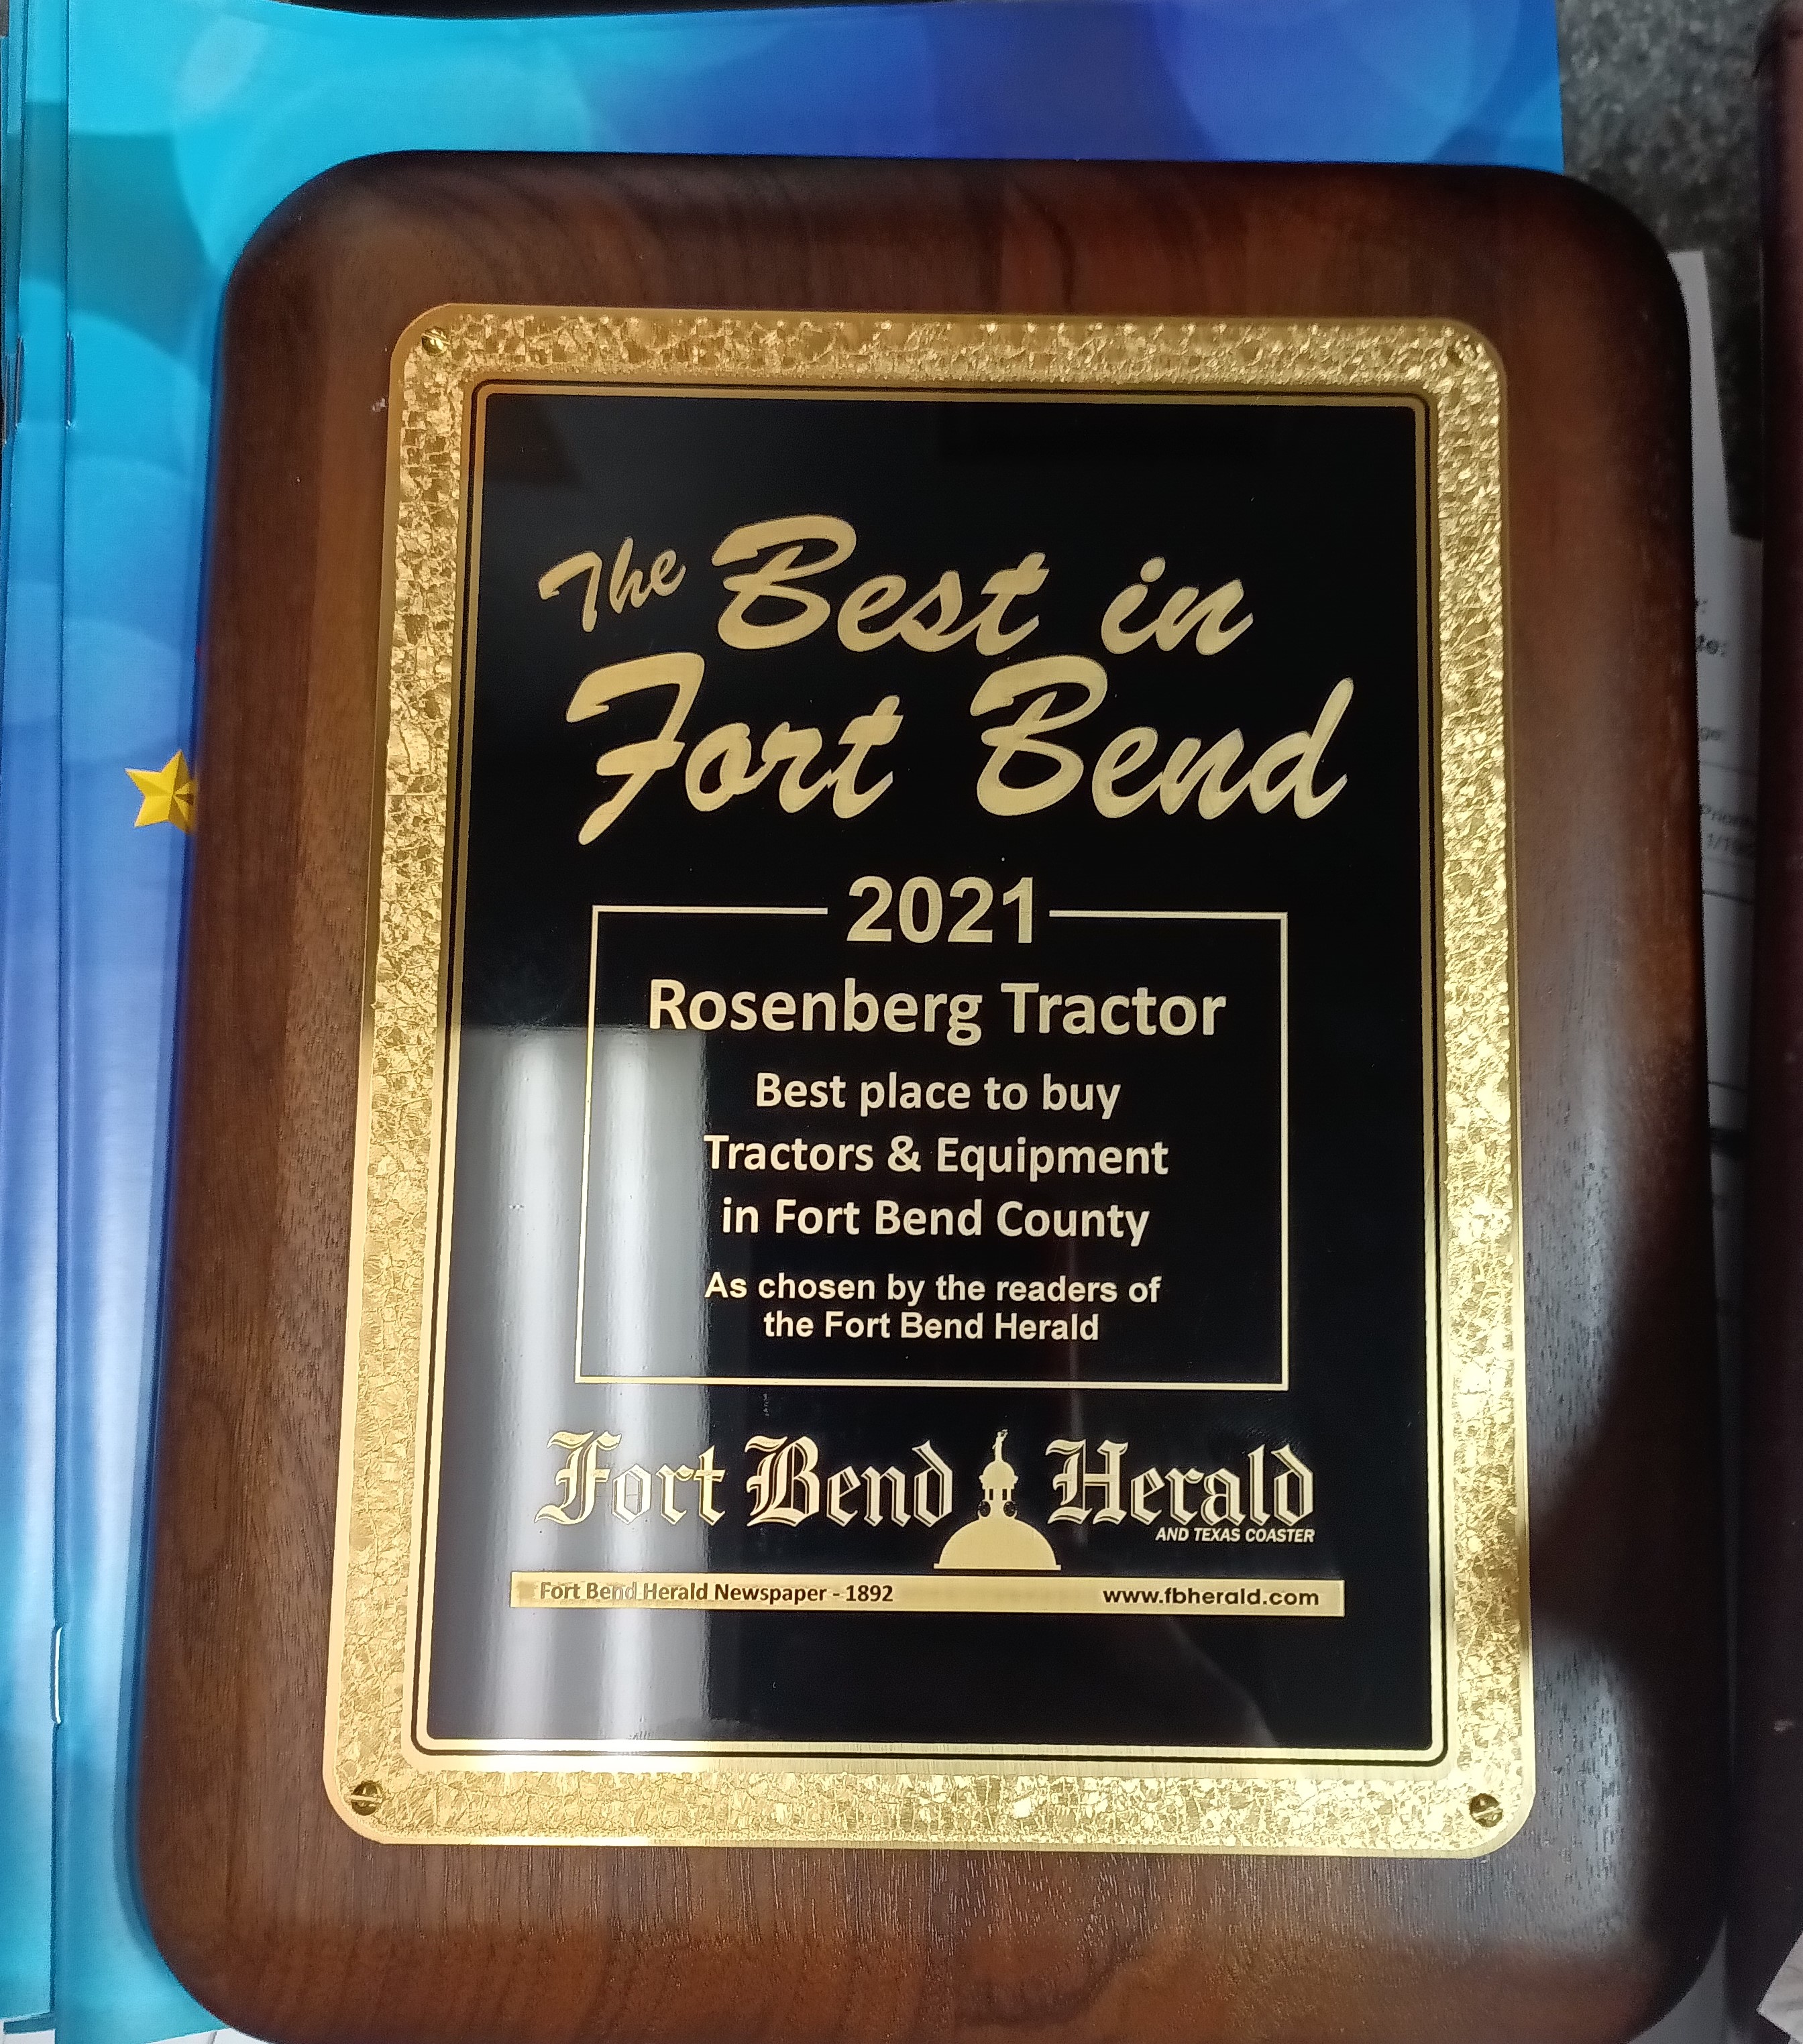 The Best in
Fort Bend
2021
Rosenberg Tractor
Best place to buy
Tractors & Equipment
in Fort Bend County
As chosen by the readers of
the Fort Bend Herald
Fort Bend Herald
AND TEXAS COASTER
Fort Bend Herald Newspaper - 1892 www.fbherald.com